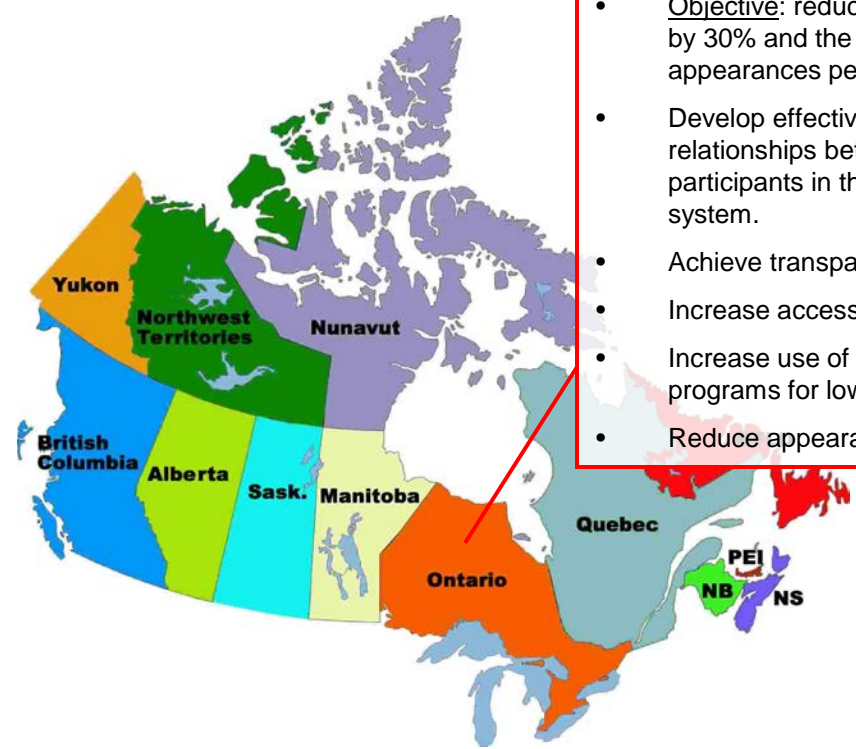 • Objective: reduc
by 30% and the
appearances pe
• Develop effectiv
relationships bet
participants in th
system.
• Achieve transpa
• Increase access
• Increase use of
programs for low
• Reduce appeara
Yukon
Northwest
Territories
Nunavut
British
Columbia
Alberta
Sask.
Manitoba
Ontario
Quebec
PEI
NB
NS